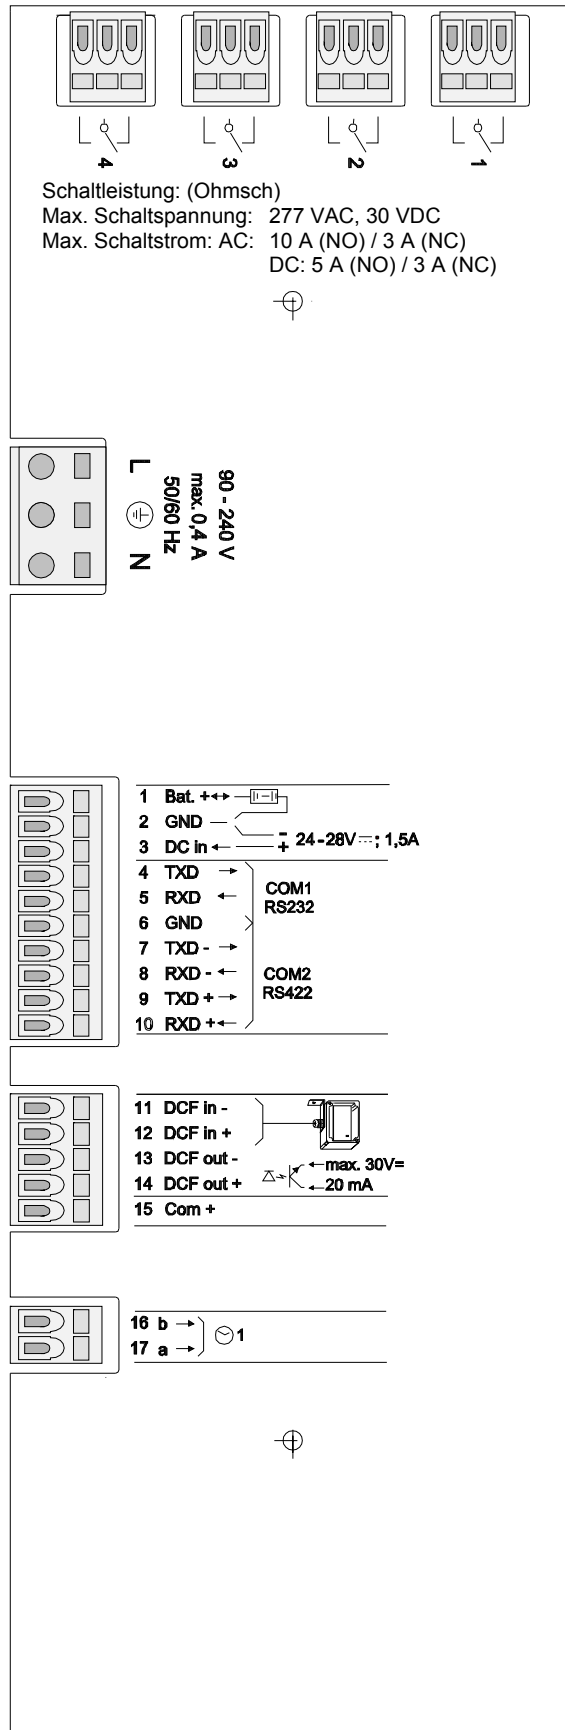 4 3 2 1
Schaltleistung: (Ohmsch)
Max. Schaltspannung: 277 VAC, 30 VDC
Max. Schaltstrom: AC: 10 A (NO) / 3 A (NC)
DC: 5 A (NO) / 3 A (NC)
L
N
90 - 240 V
max. 0,4 A
50/60 Hz
1 Bat. +
2 GND
- 24-28V ; 1,5A
3 DC in +
4 TXD
5 RXD
COM1
RS232
6 GND
7 TXD -
8 RXD -
COM2
RS422
9 TXD +
10 RXD +
11 DCF in -
12 DCF in +
13 DCF out -
max. 30V=
14 DCF out +
20 mA
15 Com +
16 b
1
17 a